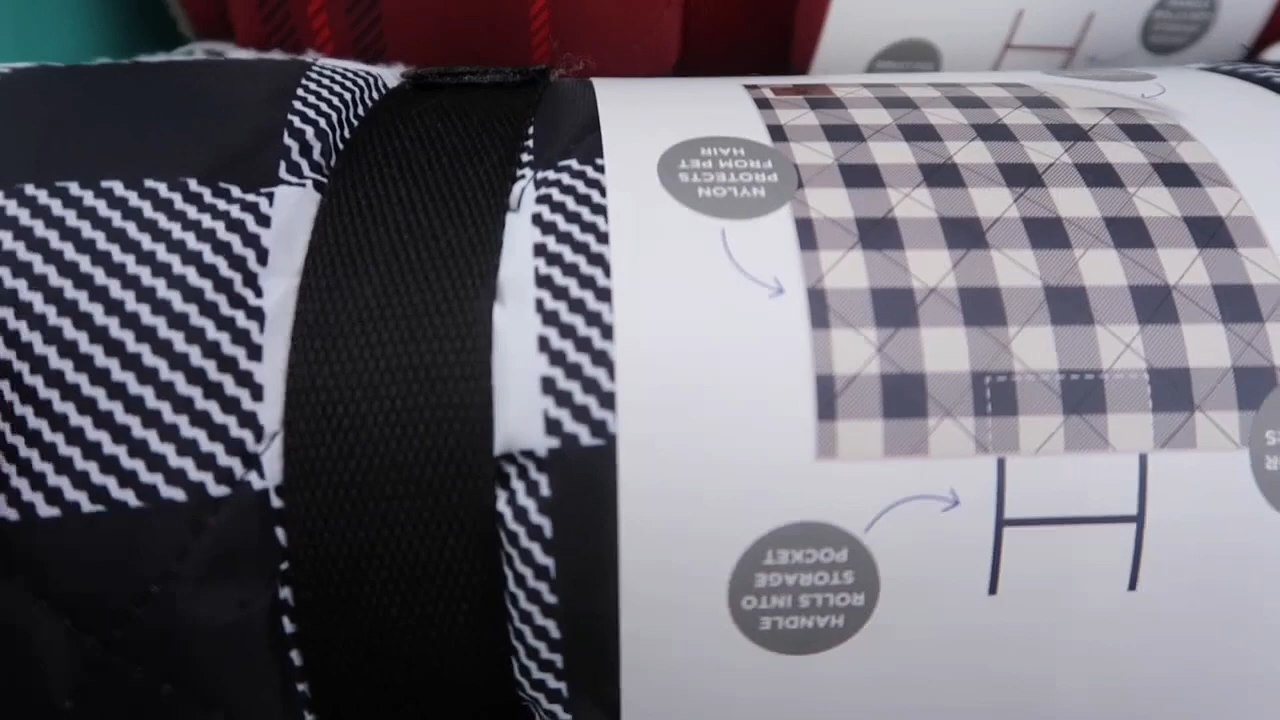 NYLON
PROTECTS
FROM PET
HAIR
HANDLE
ROLLS INTO
STORAGE
POCKET